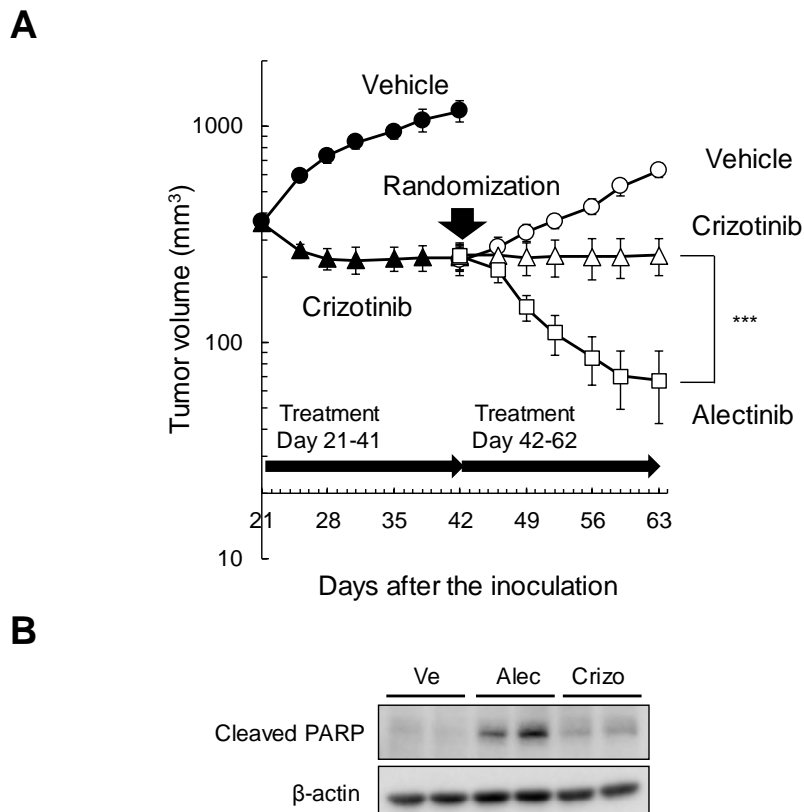 A
Vehicle
1000
Vehicle
Randomization
Tumor volume (mm³)
Crizotinib
Crizotinib
***
100
Treatment
Day 21-41
Treatment
Day 42-62
Alectinib
21 28 35 42 49 56 63
10
Days after the inoculation
B
Ve Alec Crizo
Cleaved PARP
β-actin